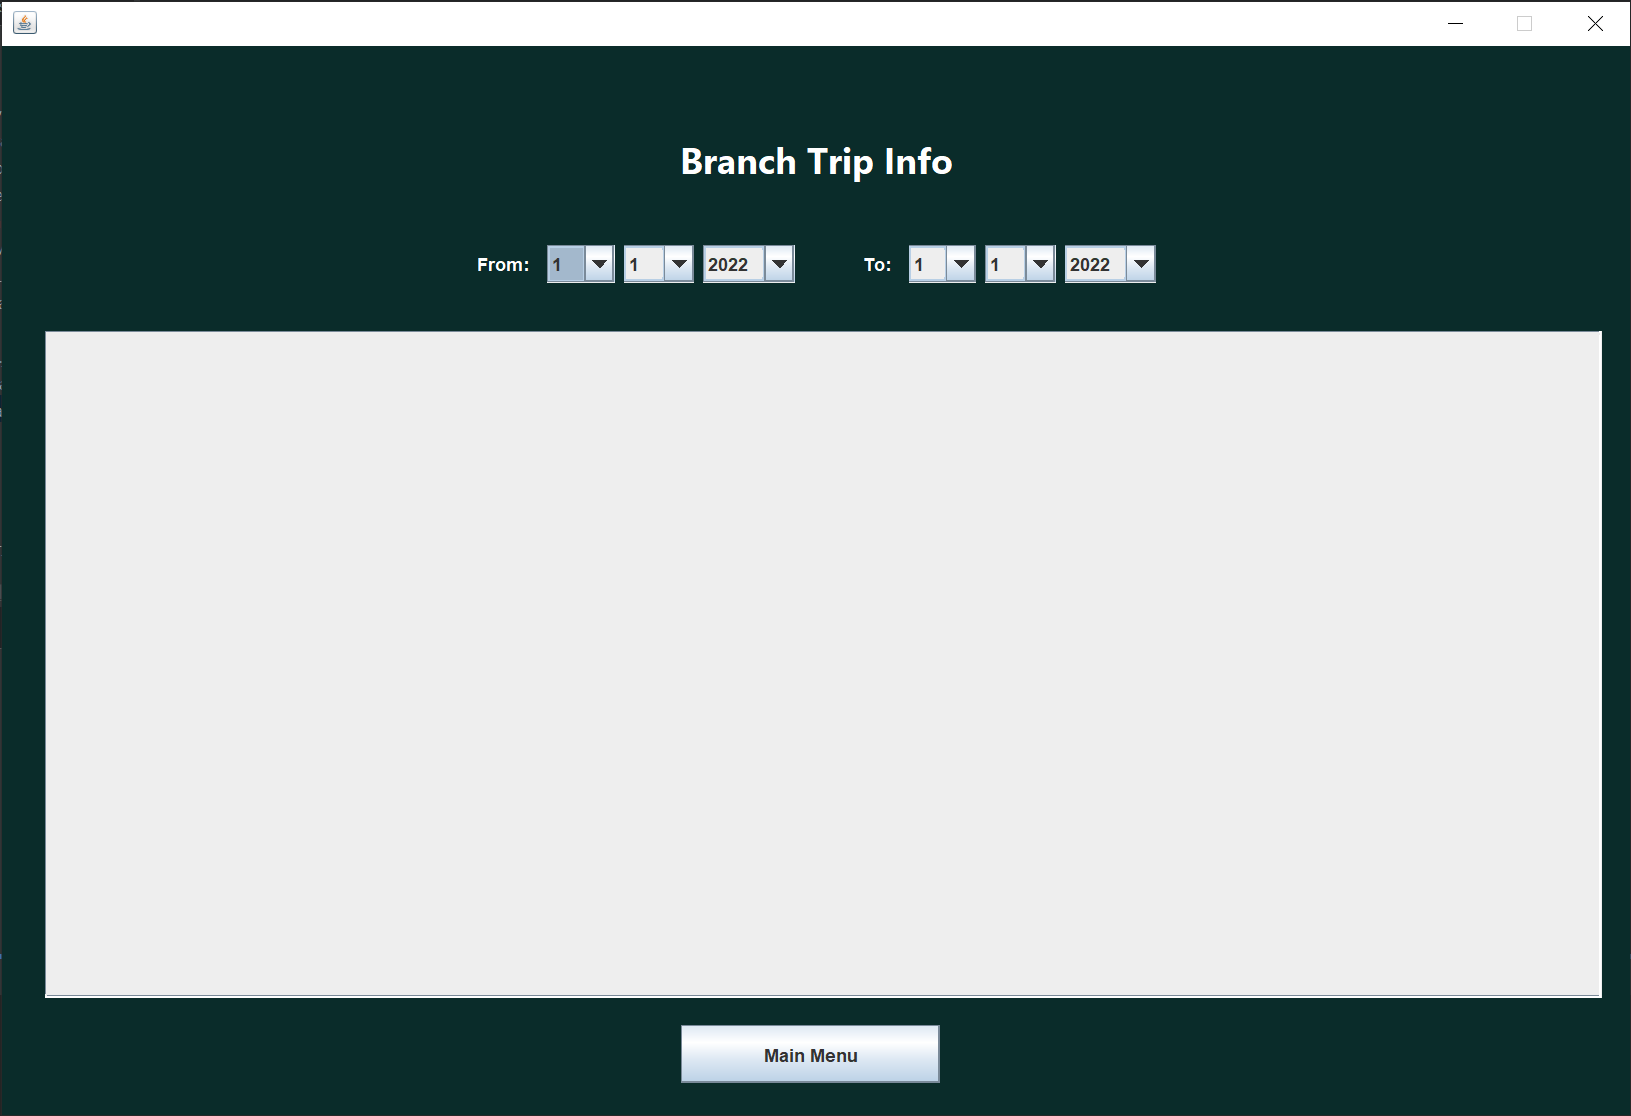 Branch Trip Info
From: 1 1 2022 To: 1 1 2022
Main Menu